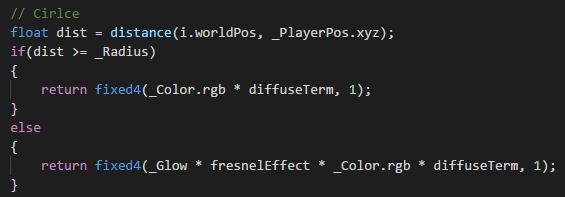 // Cirlce
float dist = distance(i.worldPos, _PlayerPos.xyz);
if(dist >= _Radius)
{
    return fixed4(_Color.rgb * diffuseTerm, 1);
}
else
{
    return fixed4(_Glow * fresnelEffect * _Color.rgb * diffuseTerm, 1);
}